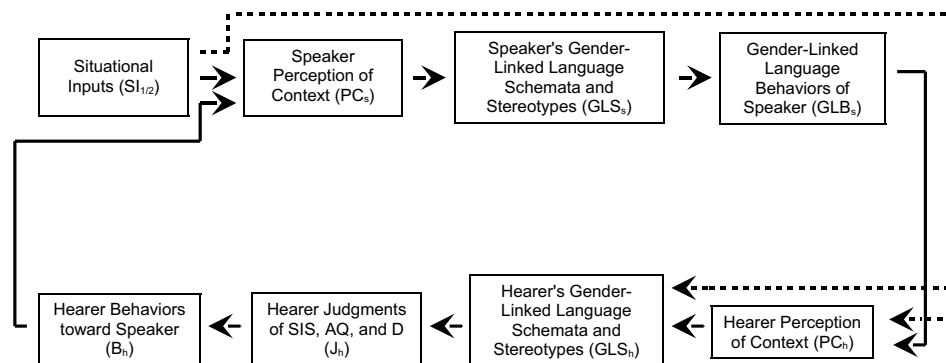 Situational
Inputs (SI₁/₂)
Speaker
Perception of
Context (PCₛ)
Speaker's Gender-
Linked Language
Schemata and
Stereotypes (GLSₛ)
Gender-Linked
Language
Behaviors of
Speaker (GLBₛ)
Hearer Behaviors
toward Speaker
(Bₕ)
Hearer Judgments
of SIS, AQ, and D
(Jₕ)
Hearer's Gender-
Linked Language
Schemata and
Stereotypes (GLSₕ)
Hearer Perception
of Context (PCₕ)